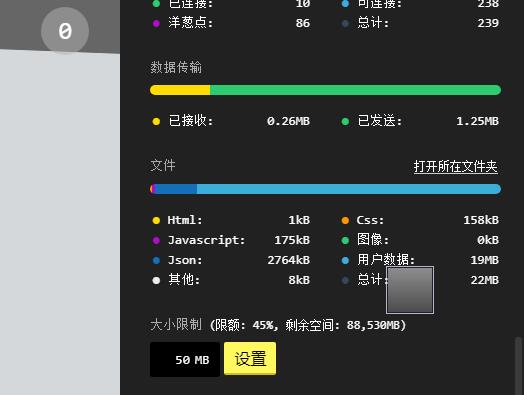 0
已连接: 10 可连接: 238
洋葱点: 86 总计: 239
数据传输
已接收: 0.26MB 已发送: 1.25MB
文件 打开所在文件夹
Html: 1kB Css: 158kB
Javascript: 175kB 图像: 0kB
Json: 2764kB 用户数据: 19MB
其他: 8kB 总计: 22MB
大小限制 (限额: 45%, 剩余空间: 88,530MB)
50 MB 设置